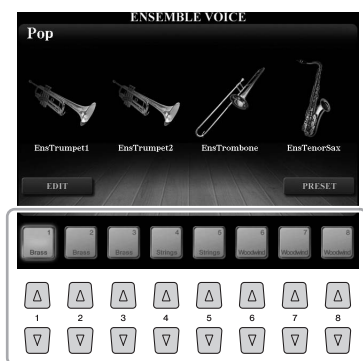 ENSEMBLE VOICE
Pop
EnsTrumpet1 EnsTrumpet2 EnsTrombone EnsTenorSax
EDIT PRESET
1 2 3 4 5 6 7 8
Brass Brass Brass Strings Strings Woodwind Woodwind Woodwind
1 2 3 4 5 6 7 8